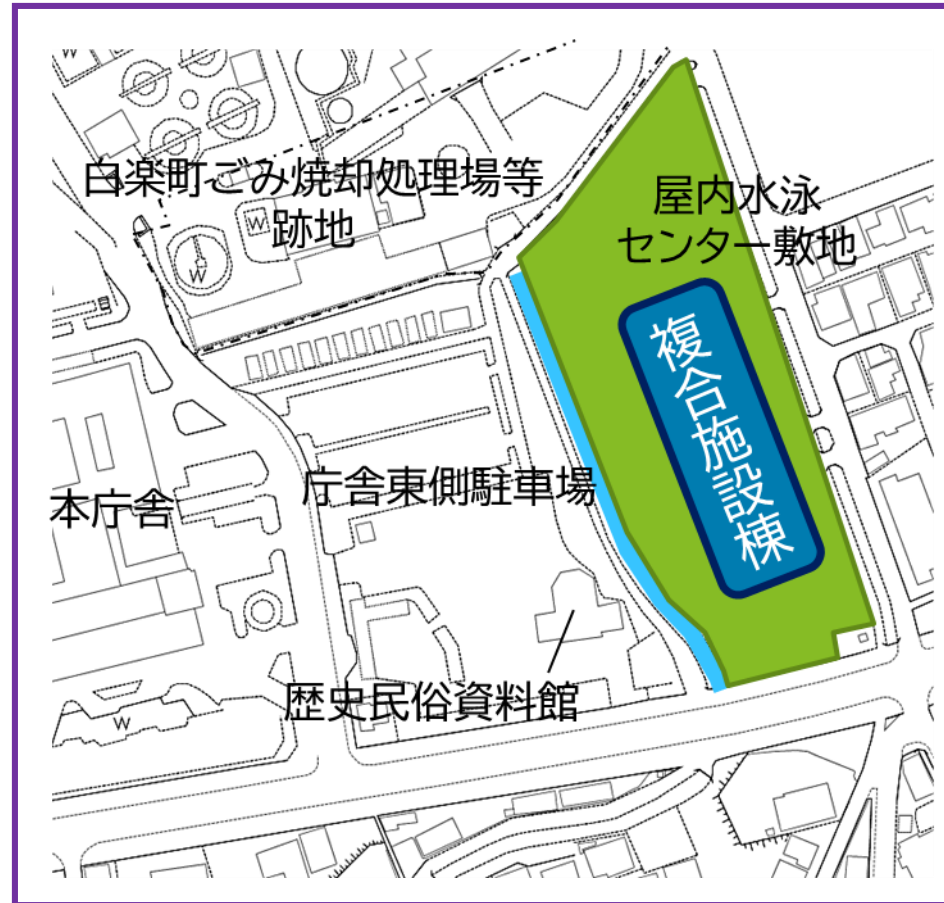 W
白楽町ごみ焼却処理場等
跡地
W
W
屋内水泳
センター敷地
複合施設棟
庁舎東側駐車場
本庁舎
歴史民俗資料館
W